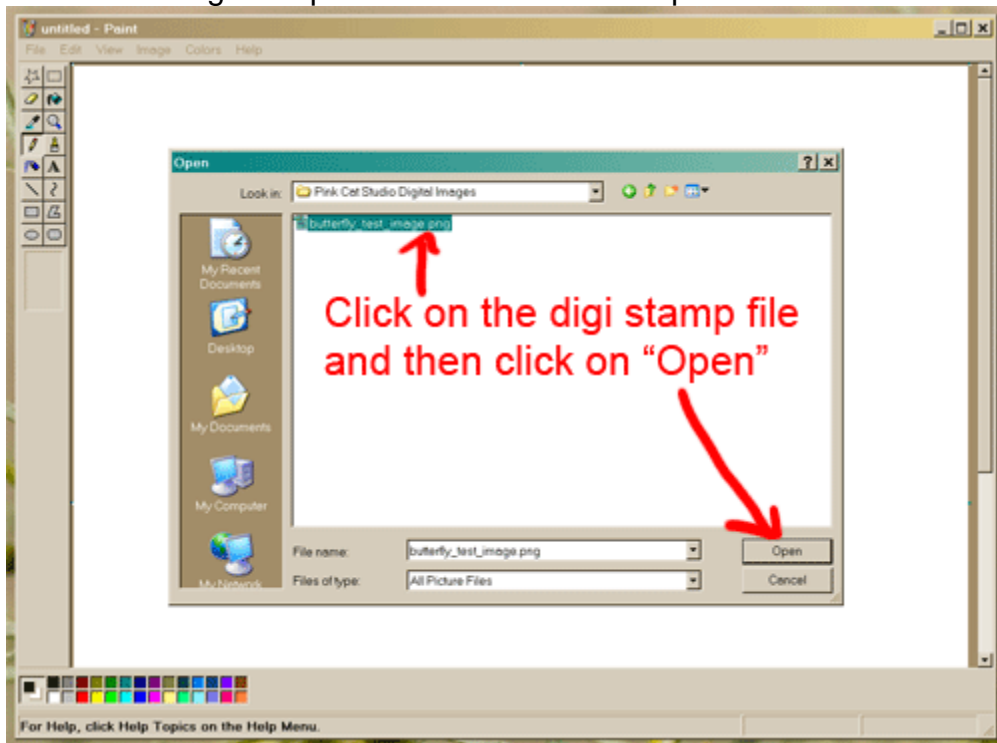 untitled - Paint
File Edit View Image Colors Help
Open
Look in: Pink Cat Studio Digital Images
butterfly_test_image.png
My Recent
Documents
Desktop
My Documents
My Computer
My Network
Click on the digi stamp file
and then click on “Open”
File name: butterfly_test_image.png Open
Files of type: All Picture Files Cancel
For Help, click Help Topics on the Help Menu.